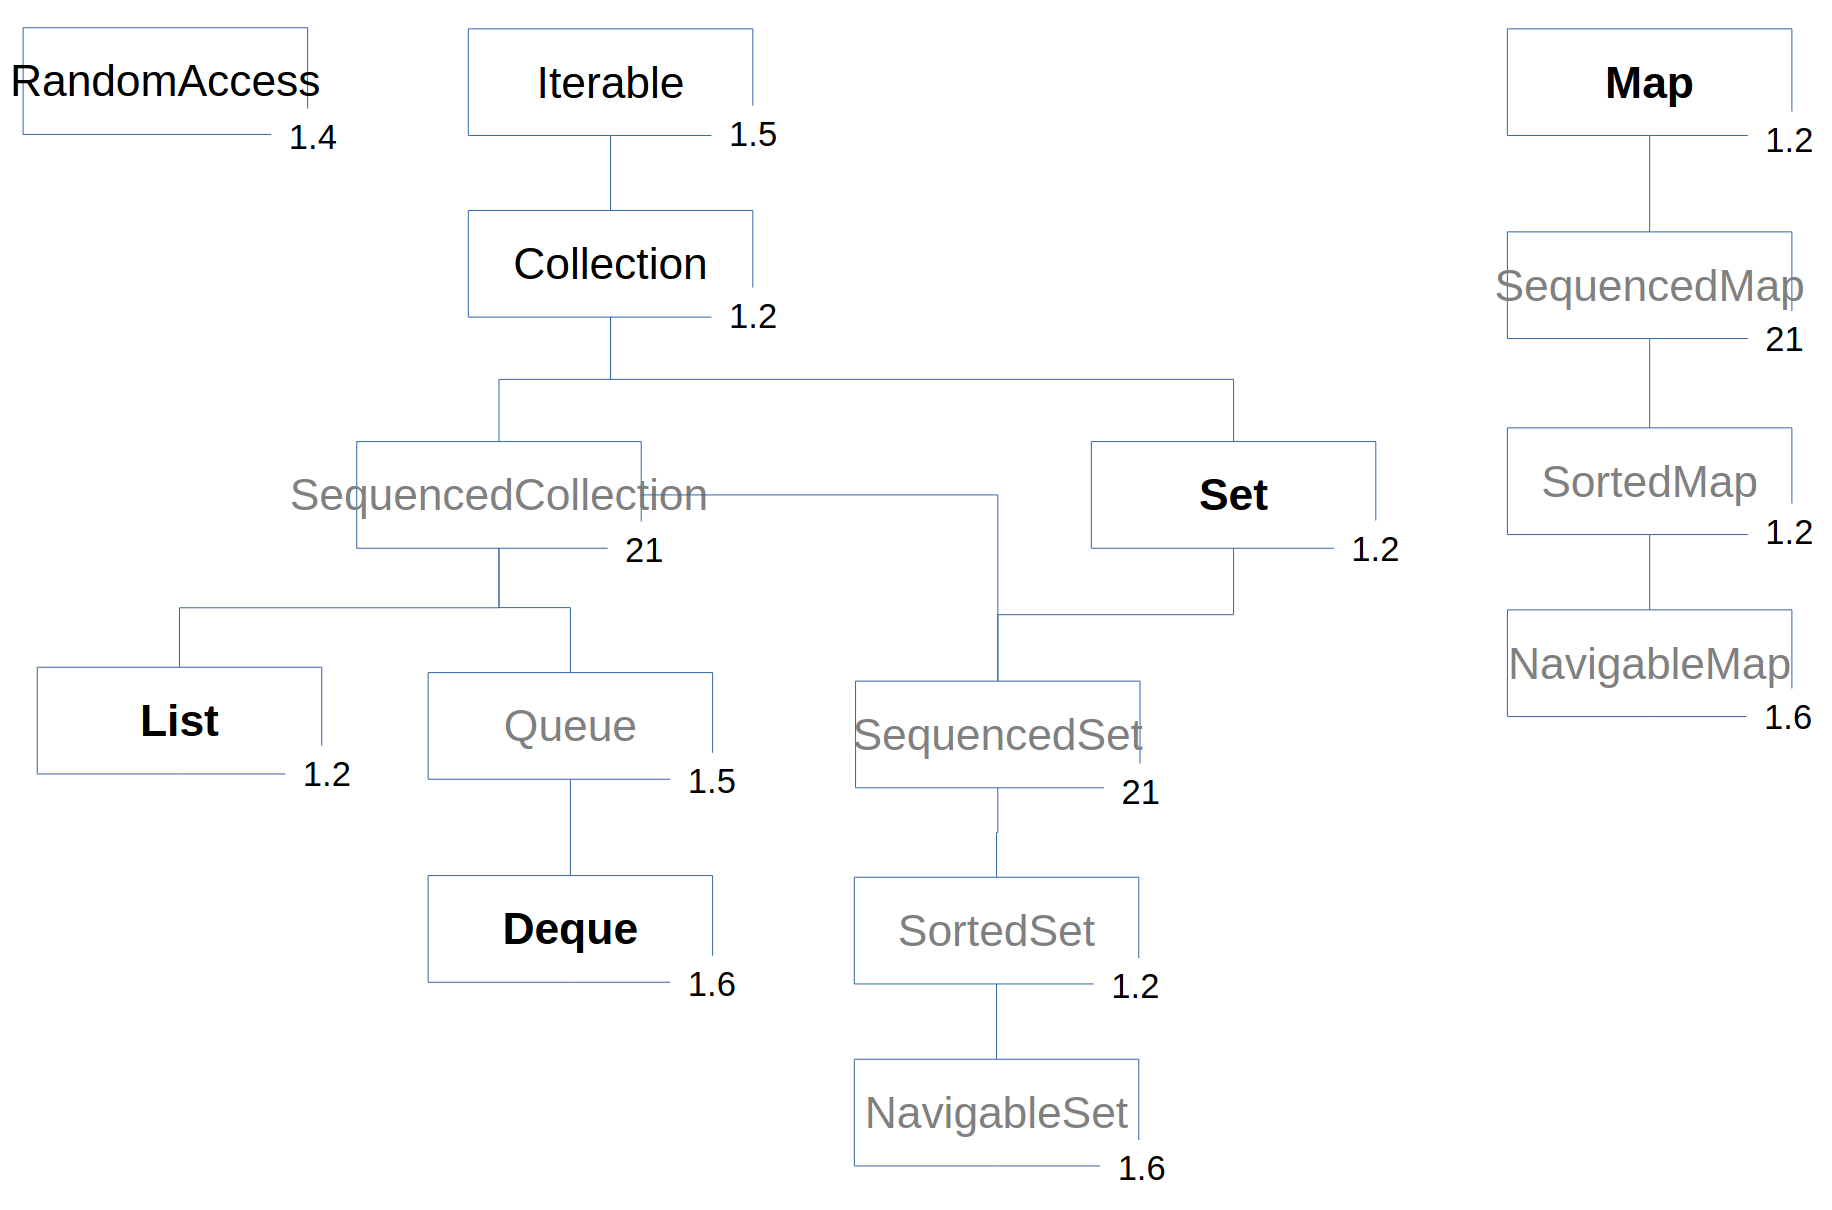 RandomAccess
1.4
Iterable
1.5
Map
1.2
Collection
1.2
SequencedMap
21
SequencedCollection
21
Set
1.2
SortedMap
1.2
List
1.2
Queue
1.5
SequencedSet
21
NavigableMap
1.6
Deque
1.6
SortedSet
1.2
NavigableSet
1.6